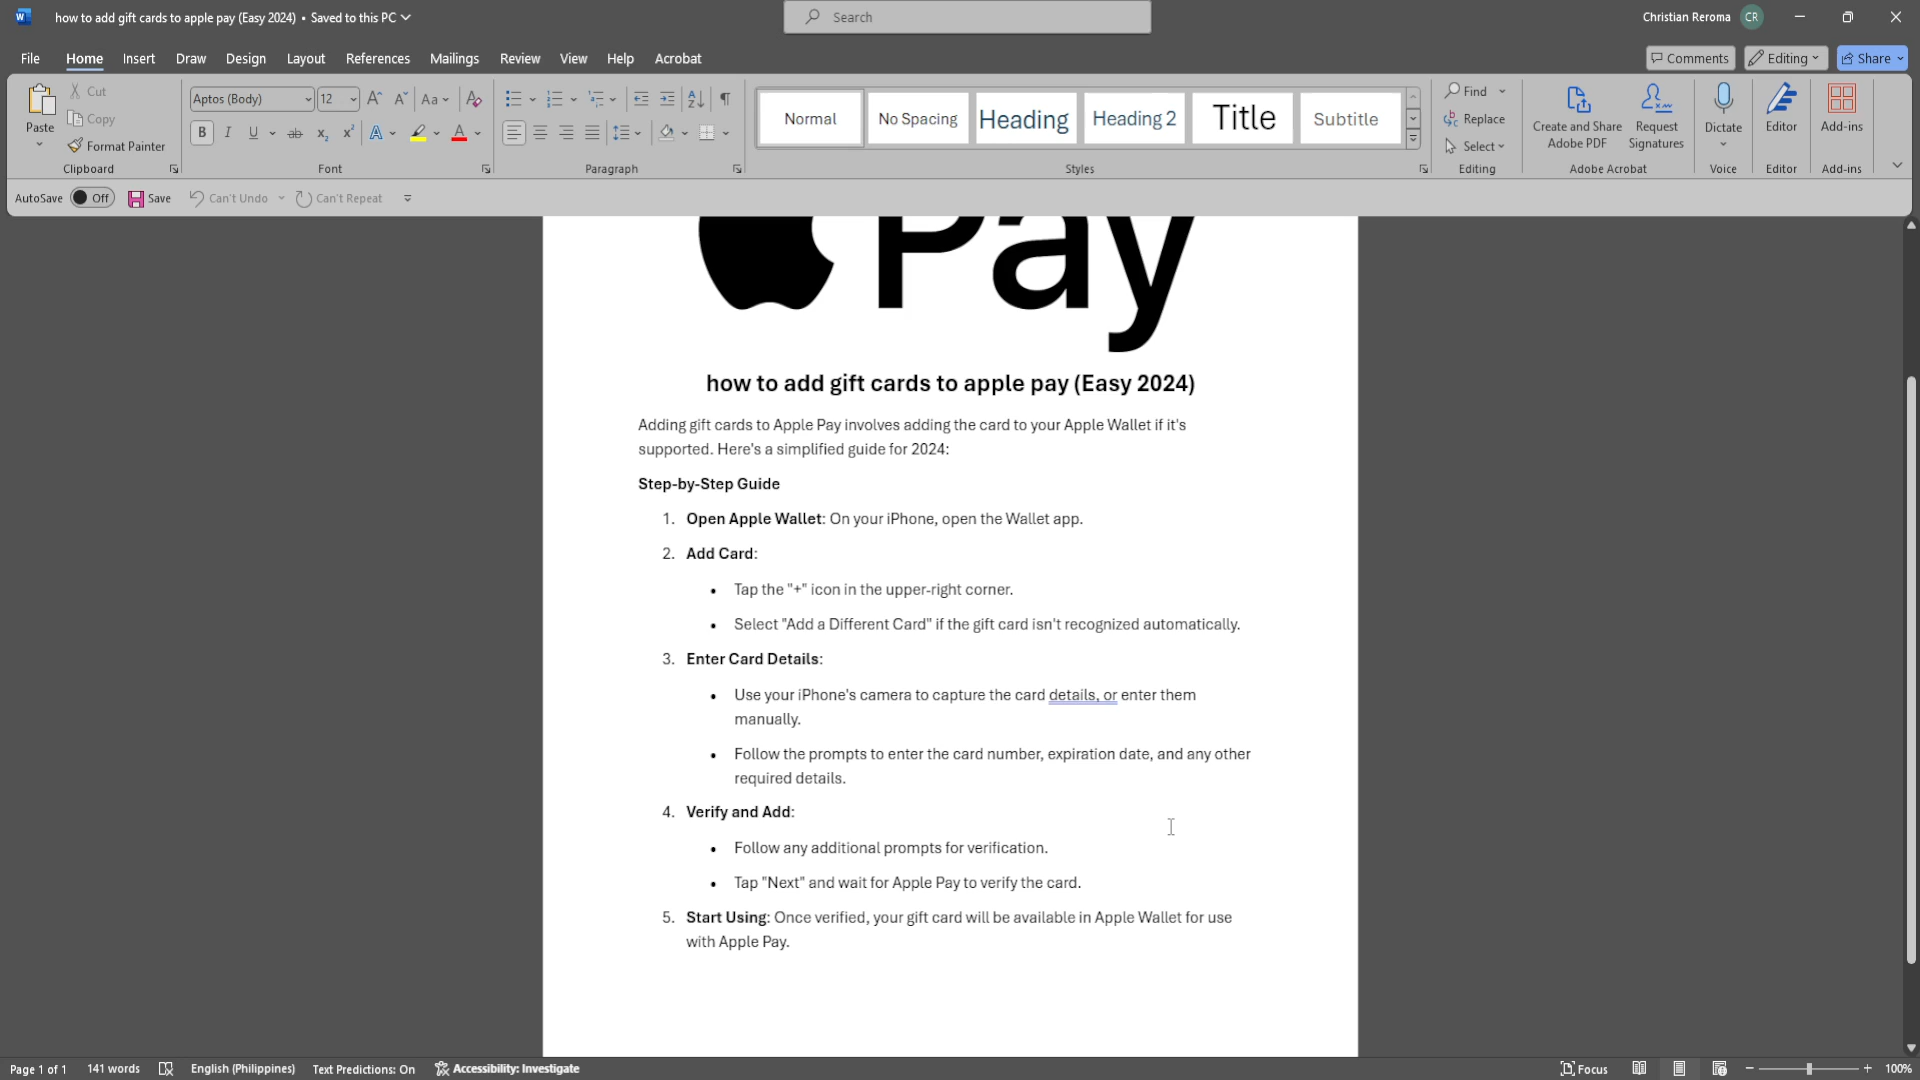 how to add gift cards to apple pay (Easy 2024) • Saved to this PC
Search
Christian Reroma CR
File Home Insert Draw Design Layout References Mailings Review View Help Acrobat
Comments Editing Share
Paste
Cut
Copy
Format Painter
Clipboard
Aptos (Body) 12
Font
Paragraph
Normal No Spacing Heading Heading 2 Title Subtitle
Styles
Find
Replace
Select
Editing
Create and Share Adobe PDF
Request Signatures
Adobe Acrobat
Dictate
Voice
Editor
Editor
Add-ins
Add-ins
AutoSave Off Save Can't Undo Can't Repeat
Pay
how to add gift cards to apple pay (Easy 2024)
Adding gift cards to Apple Pay involves adding the card to your Apple Wallet if it's
supported. Here's a simplified guide for 2024:
Step-by-Step Guide
1. Open Apple Wallet: On your iPhone, open the Wallet app.
2. Add Card:
• Tap the "+" icon in the upper-right corner.
• Select "Add a Different Card" if the gift card isn't recognized automatically.
3. Enter Card Details:
• Use your iPhone's camera to capture the card details, or enter them
manually.
• Follow the prompts to enter the card number, expiration date, and any other
required details.
4. Verify and Add:
• Follow any additional prompts for verification.
• Tap "Next" and wait for Apple Pay to verify the card.
5. Start Using: Once verified, your gift card will be available in Apple Wallet for use
with Apple Pay.
Page 1 of 1 141 words English (Philippines) Text Predictions: On Accessibility: Investigate Focus 100%